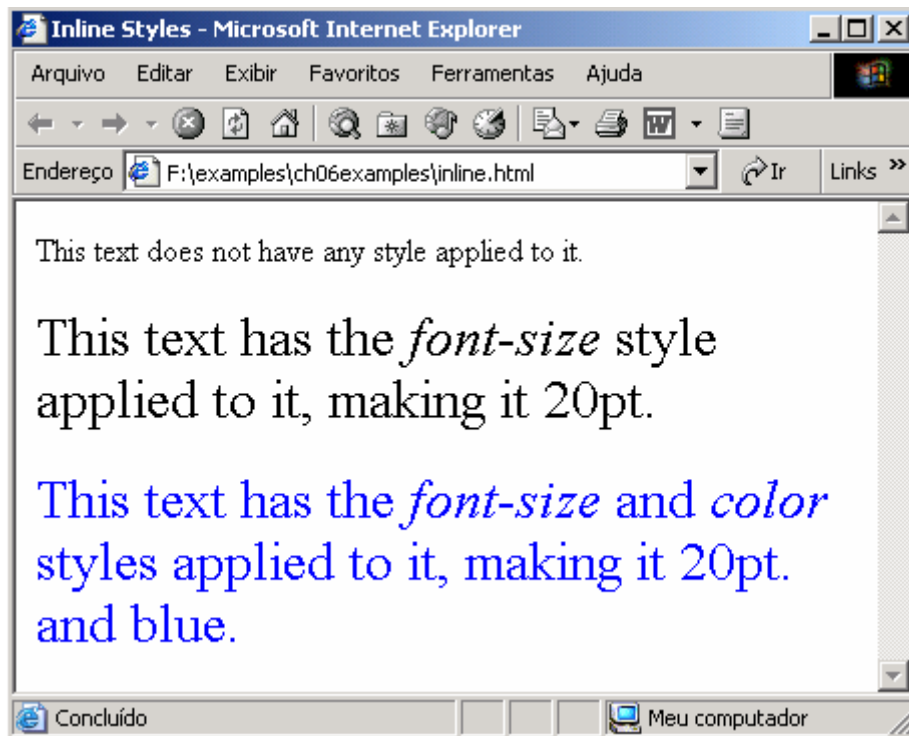 Inline Styles - Microsoft Internet Explorer
Arquivo Editar Exibir Favoritos Ferramentas Ajuda
Endereço F:\examples\ch06examples\inline.html Ir Links »
This text does not have any style applied to it.
This text has the font-size style
applied to it, making it 20pt.
This text has the font-size and color
styles applied to it, making it 20pt.
and blue.
Concluído Meu computador